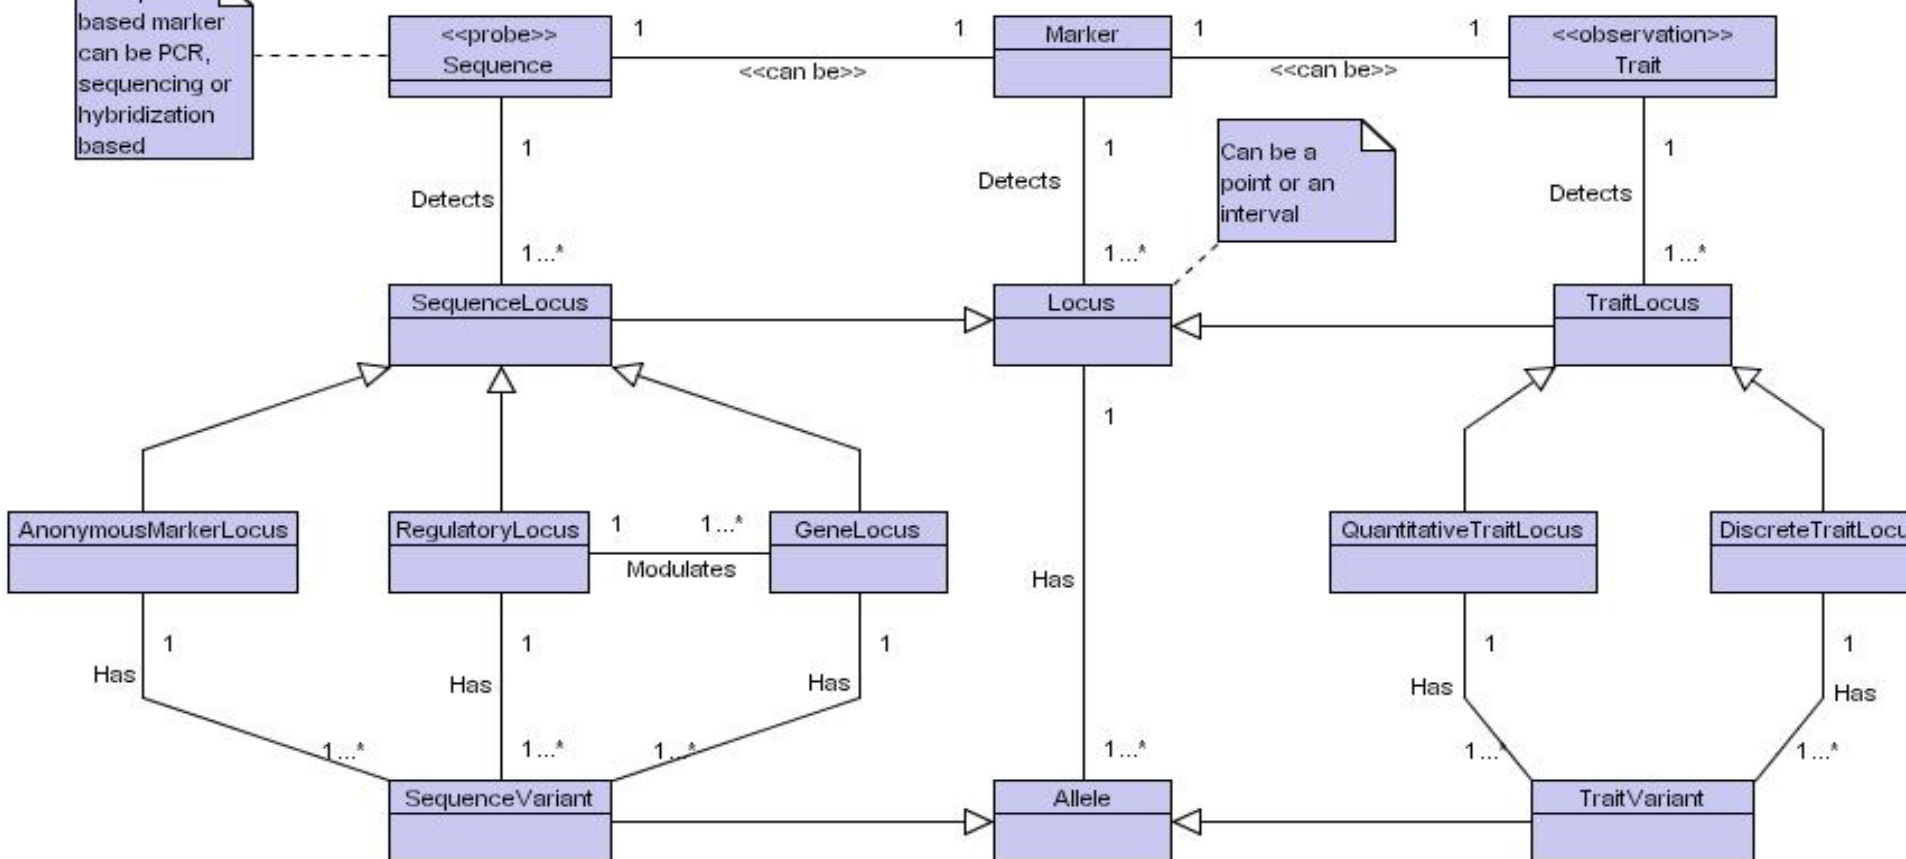 based marker
can be PCR,
sequencing or
hybridization
based
<<probe>>
Sequence
1
1
<<can be>>
Marker
1
1
<<can be>>
<<observation>>
Trait
1
Detects
1...*
1
Detects
1...*
Can be a
point or an
interval
1
Detects
1...*
SequenceLocus
Locus
TraitLocus
1
AnonymousMarkerLocus
RegulatoryLocus
1
1...*
Modulates
GeneLocus
QuantitativeTraitLocus
DiscreteTraitLocu
Has
1
Has
1...*
1
Has
1...*
1
Has
1...*
1...*
1
Has
1...*
1
Has
1...*
SequenceVariant
Allele
TraitVariant